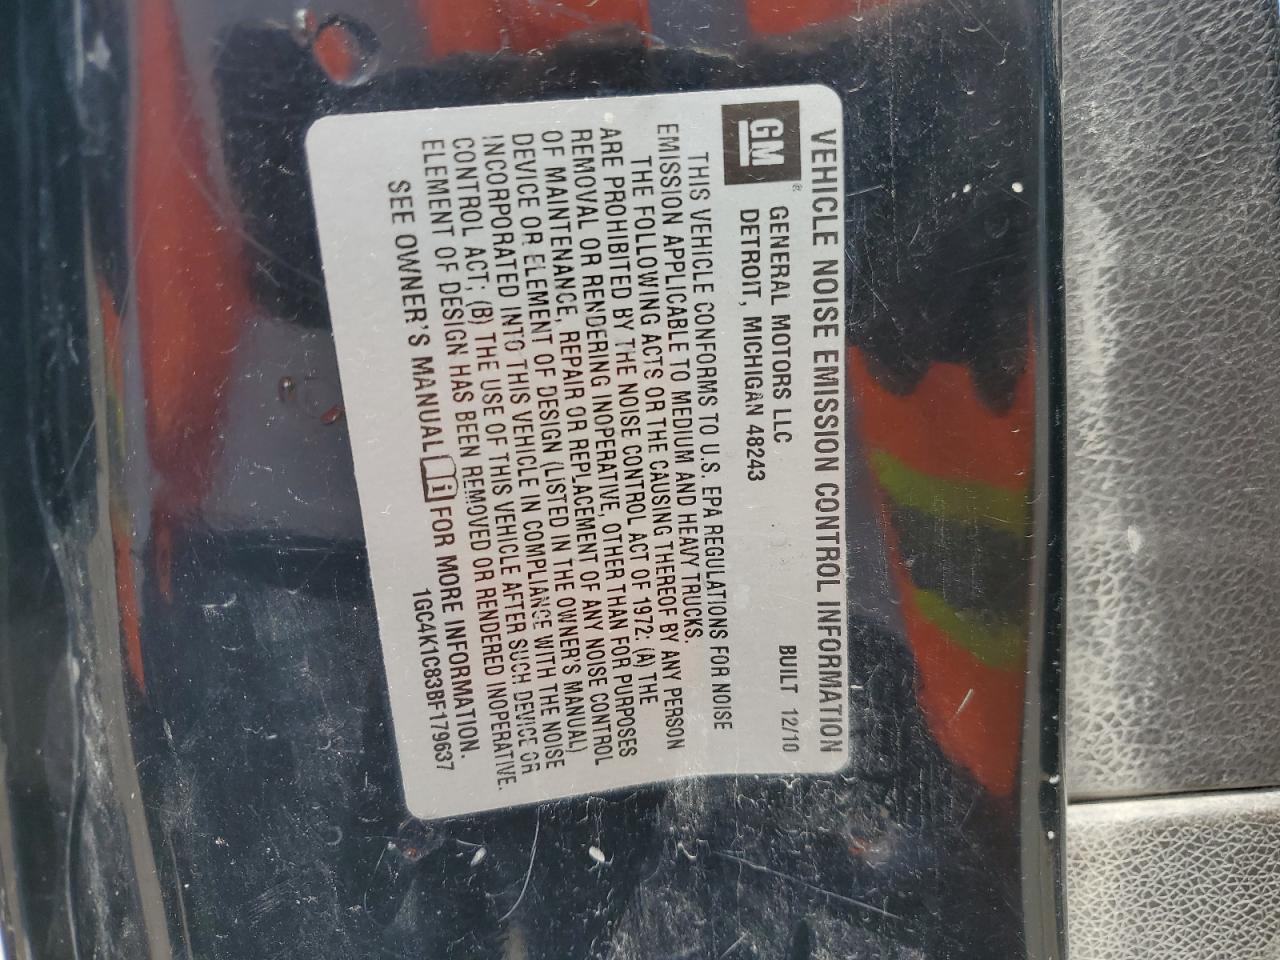 VEHICLE NOISE EMISSION CONTROL INFORMATION
GM® GENERAL MOTORS LLC BUILT 12/10
DETROIT, MICHIGAN 48243
THIS VEHICLE CONFORMS TO U.S. EPA REGULATIONS FOR NOISE
EMISSION APPLICABLE TO MEDIUM AND HEAVY TRUCKS.
THE FOLLOWING ACTS OR THE CAUSING THEREOF BY ANY PERSON
ARE PROHIBITED BY THE NOISE CONTROL ACT OF 1972: (A) THE
REMOVAL OR RENDERING INOPERATIVE, OTHER THAN FOR PURPOSES
OF MAINTENANCE, REPAIR OR REPLACEMENT OF ANY NOISE CONTROL
DEVICE OR ELEMENT OF DESIGN (LISTED IN THE OWNER'S MANUAL)
INCORPORATED INTO THIS VEHICLE IN COMPLIANCE WITH THE NOISE
CONTROL ACT; (B) THE USE OF THIS VEHICLE AFTER SUCH DEVICE OR
ELEMENT OF DESIGN HAS BEEN REMOVED OR RENDERED INOPERATIVE.
SEE OWNER'S MANUAL i FOR MORE INFORMATION.
1GC4K1C83BF179637